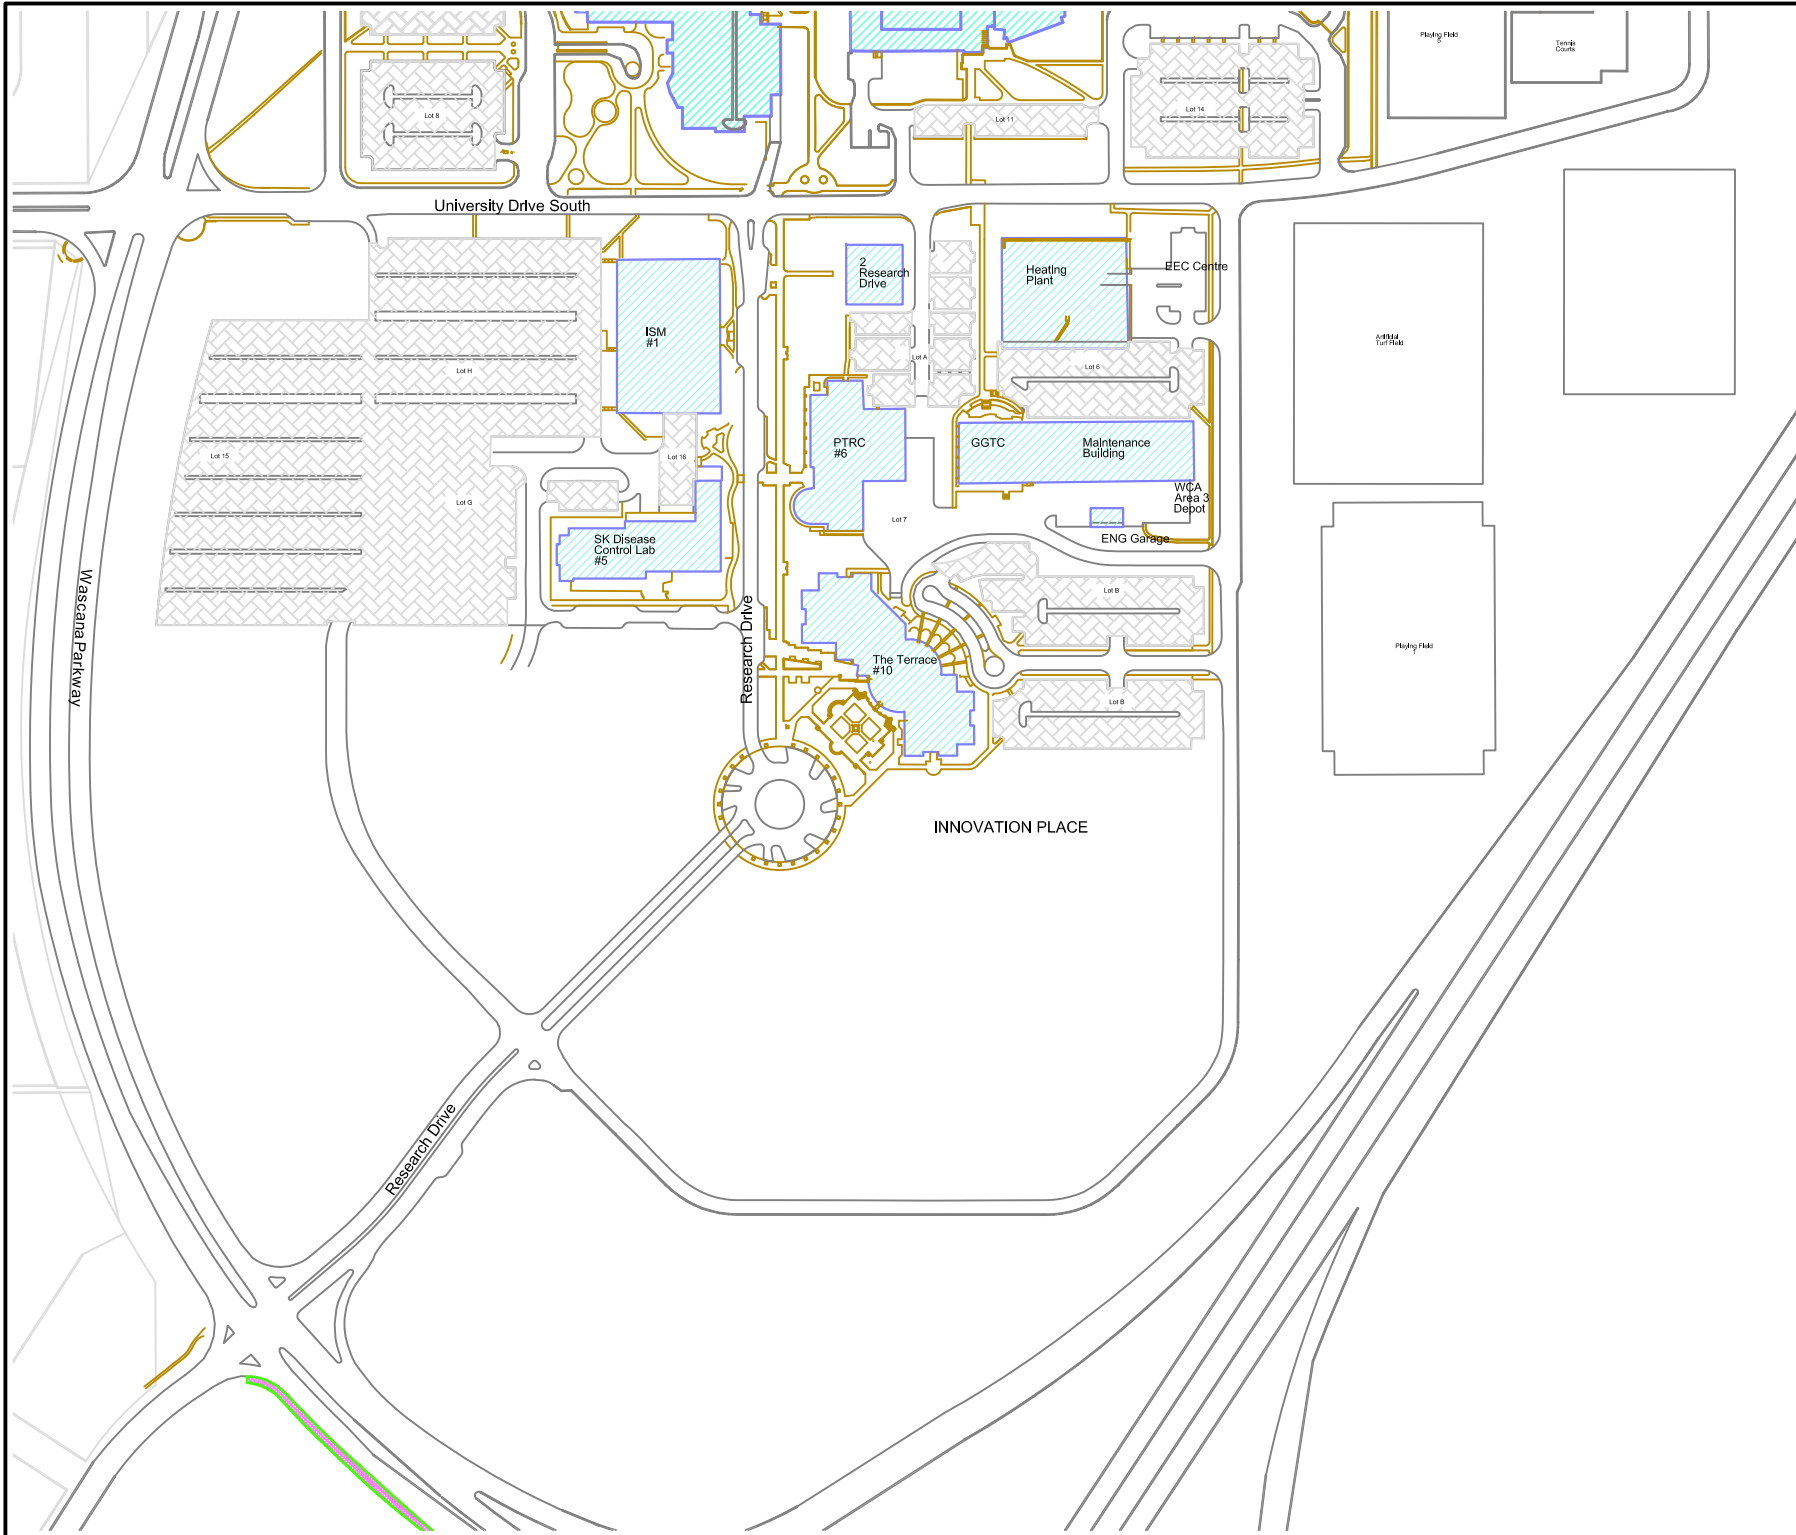 Playing Field
5
Tennis
Courts
Lot 8
Lot 11
Lot 14
University Drive South
2
Research
Drive
Heating
Plant
EEC Centre
ISM
#1
Artificial
Turf Field
Lot A
Lot 6
Lot H
PTRC
#6
GGTC
Maintenance
Building
Lot 15
Lot 16
WCA
Area 3
Depot
Lot G
Lot 7
SK Disease
Control Lab
#5
ENG Garage
Lot B
Wascana Parkway
Research Drive
The Terrace
#10
Playing Field
Lot B
INNOVATION PLACE
Research Drive